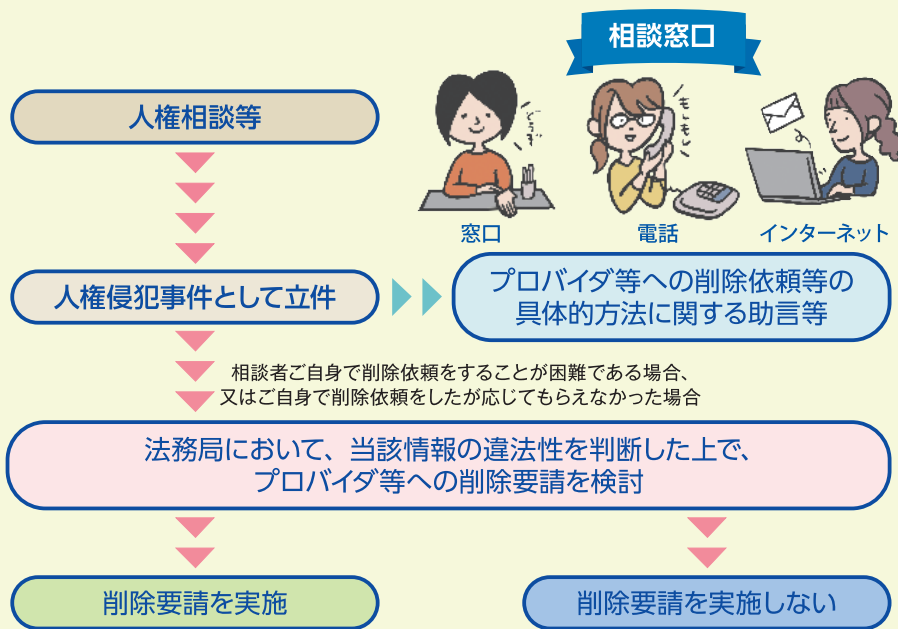 相談窓口
人権相談等
どうぞ
もしもし
窓口
電話
インターネット
人権侵犯事件として立件
プロバイダ等への削除依頼等の
具体的方法に関する助言等
相談者ご自身で削除依頼をすることが困難である場合、
又はご自身で削除依頼をしたが応じてもらえなかった場合
法務局において、当該情報の違法性を判断した上で、
プロバイダ等への削除要請を検討
削除要請を実施
削除要請を実施しない